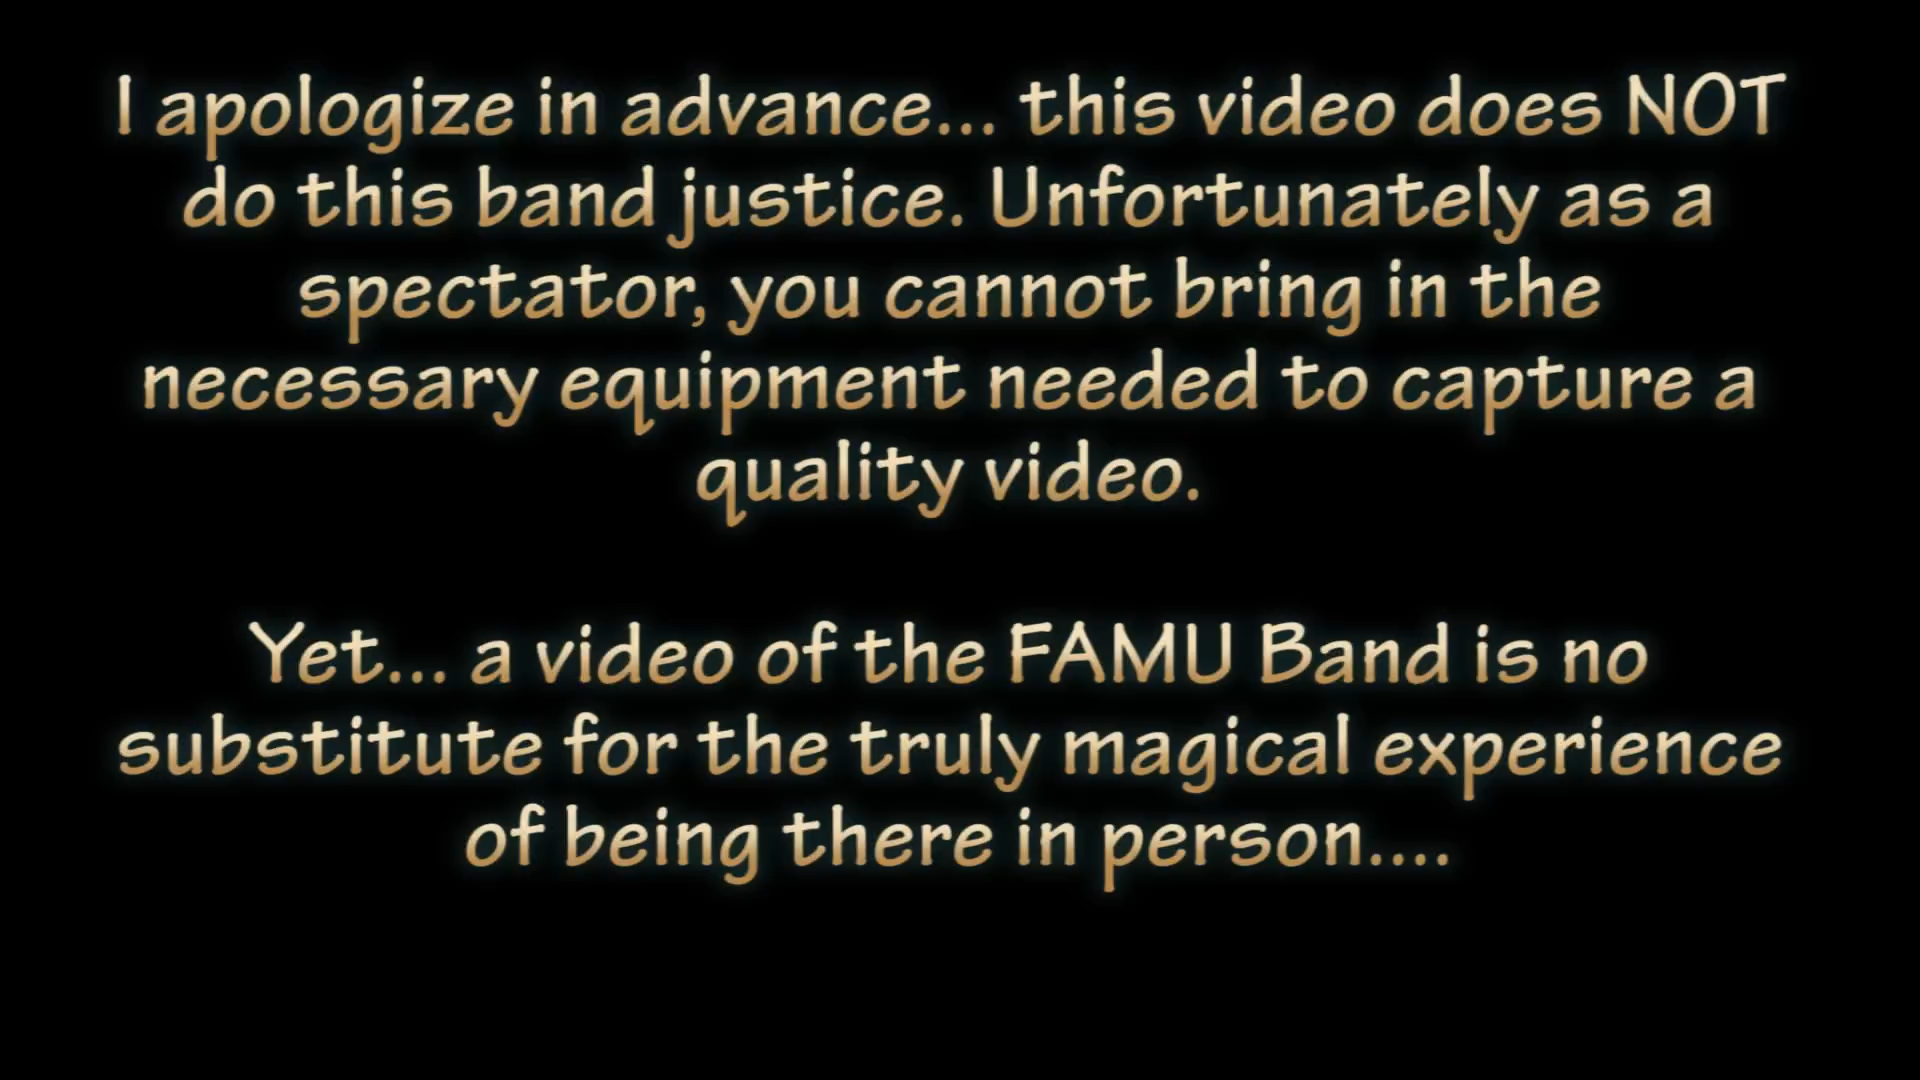 I apologize in advance... this video does NOT
do this band justice. Unfortunately as a
spectator, you cannot bring in the
necessary equipment needed to capture a
quality video.
Yet... a video of the FAMU Band is no
substitute for the truly magical experience
of being there in person....